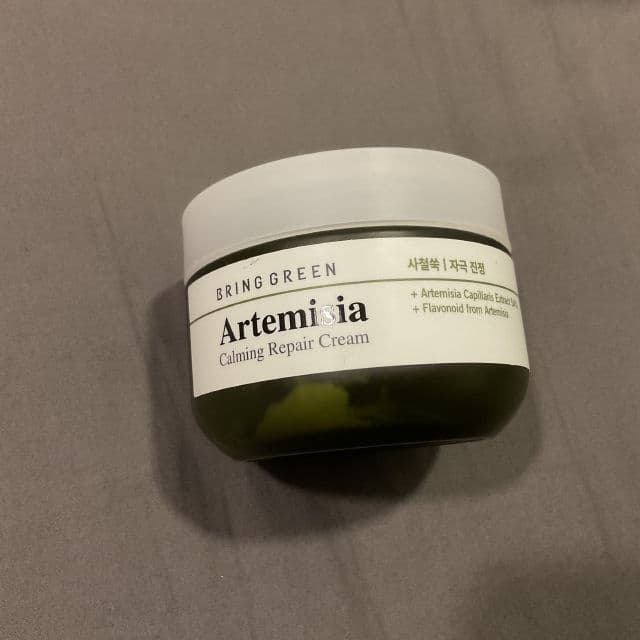 BRING GREEN
Artemisia
Calming Repair Cream
사철쑥 | 자극 진정
+ Artemisia Capillaris Extract
+ Flavonoid from Artemisia